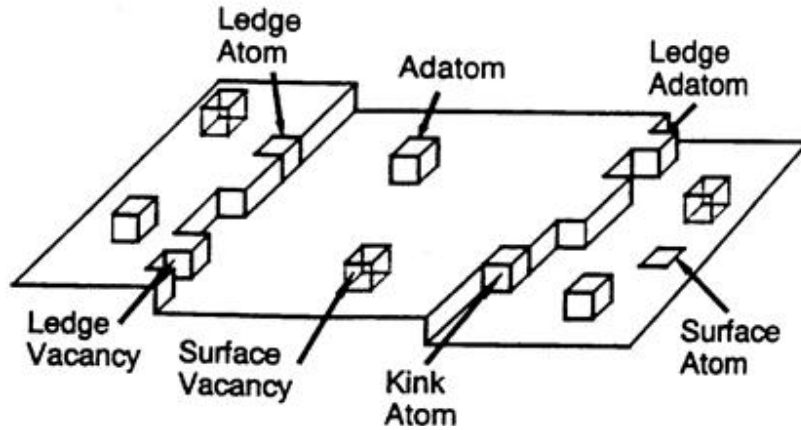 Ledge
Atom
Adatom
Ledge
Adatom
Ledge
Vacancy
Surface
Vacancy
Kink
Atom
Surface
Atom